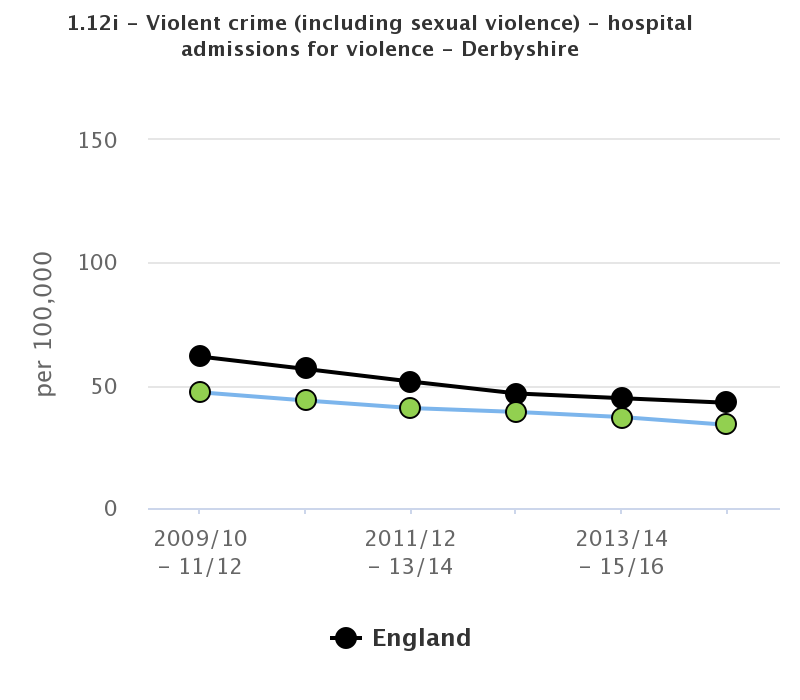 1.12i – Violent crime (including sexual violence) – hospital
admissions for violence – Derbyshire
150
100
50
0
per 100,000
2009/10
– 11/12
2011/12
– 13/14
2013/14
– 15/16
England